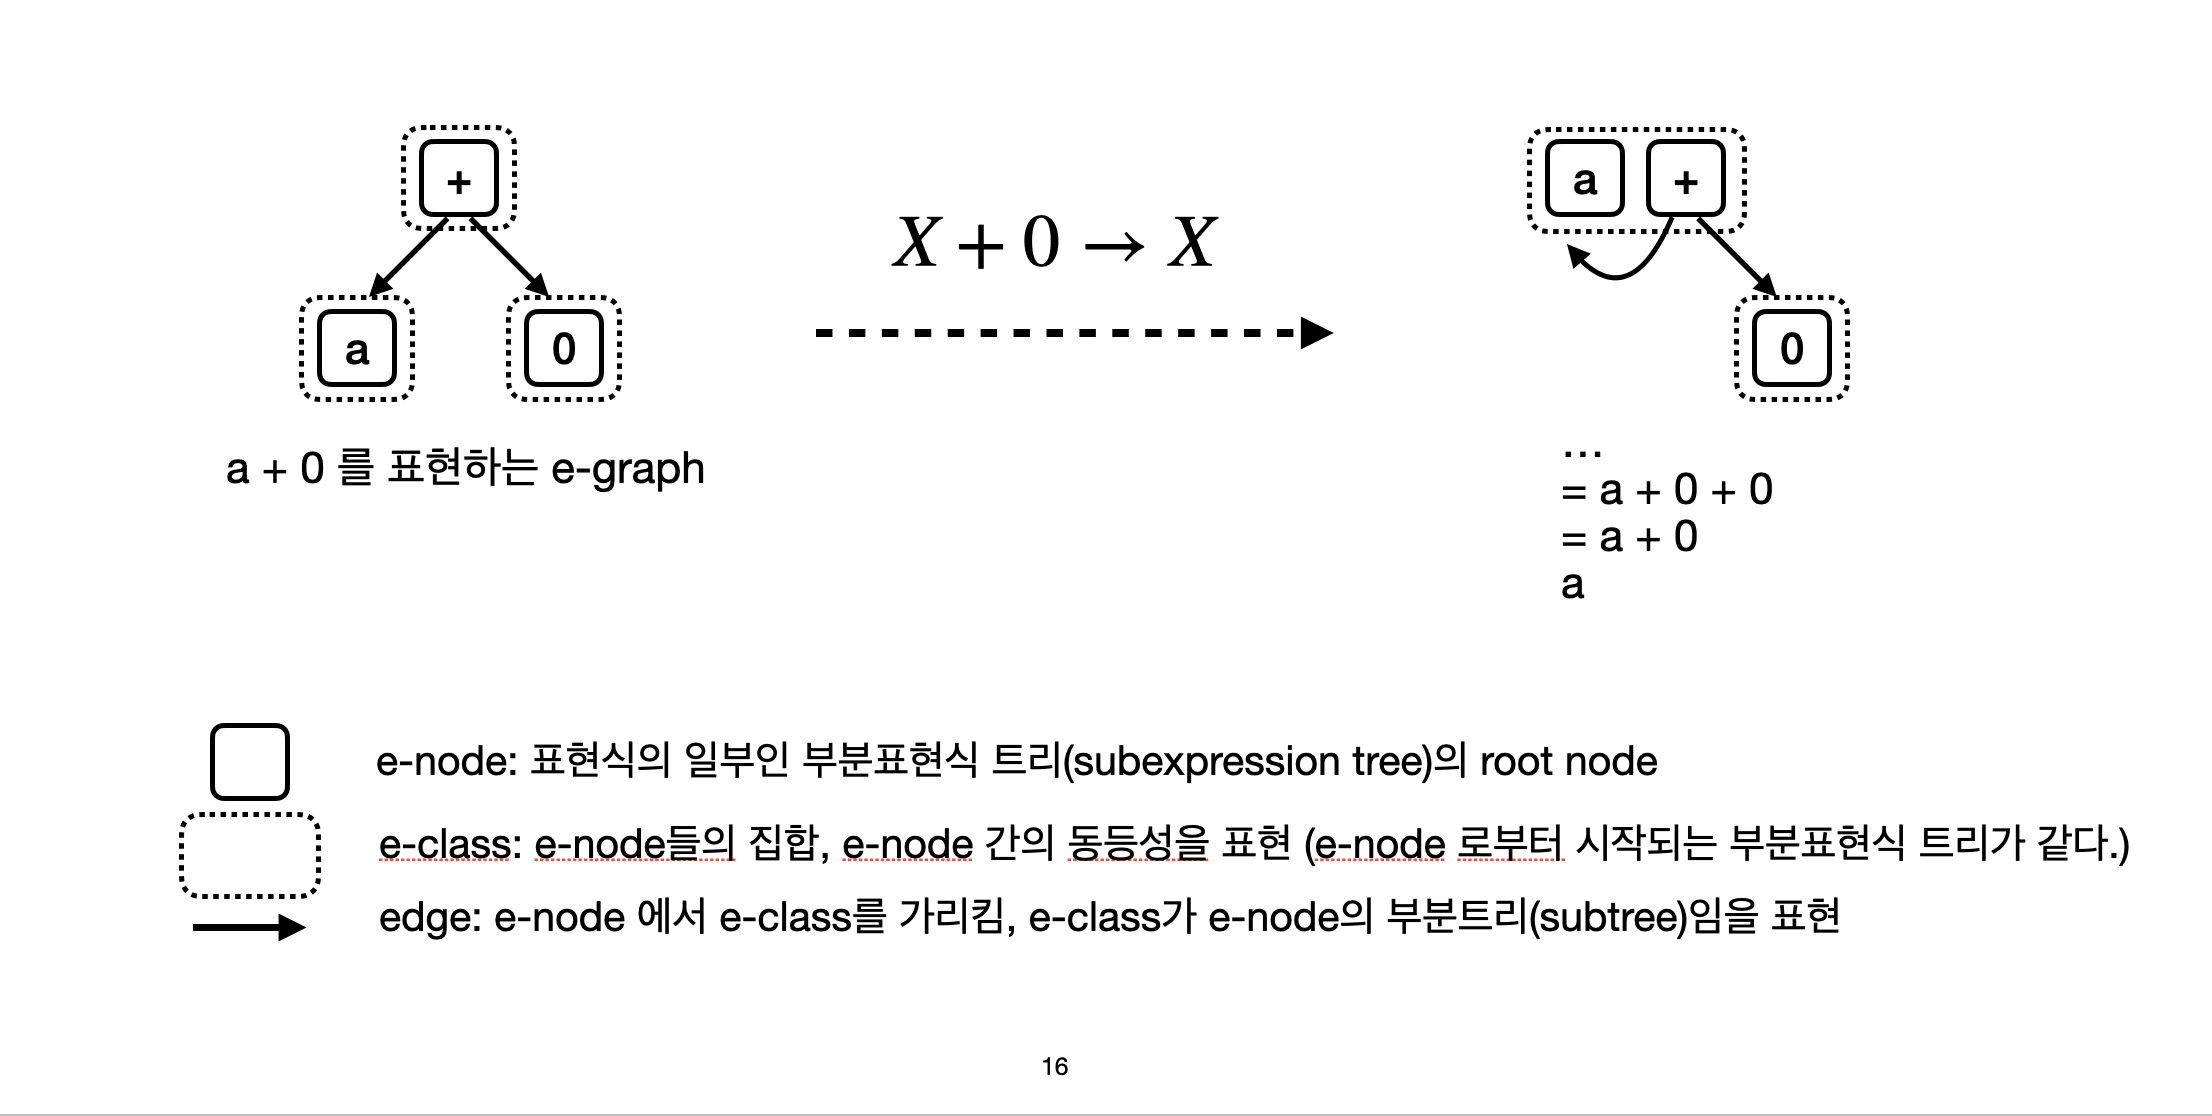 +
a 0
a + 0 를 표현하는 e-graph
X + 0 → X
a +
0
...
= a + 0 + 0
= a + 0
a
e-node: 표현식의 일부인 부분표현식 트리(subexpression tree)의 root node
e-class: e-node들의 집합, e-node 간의 동등성을 표현 (e-node 로부터 시작되는 부분표현식 트리가 같다.)
edge: e-node 에서 e-class를 가리킴, e-class가 e-node의 부분트리(subtree)임을 표현
16